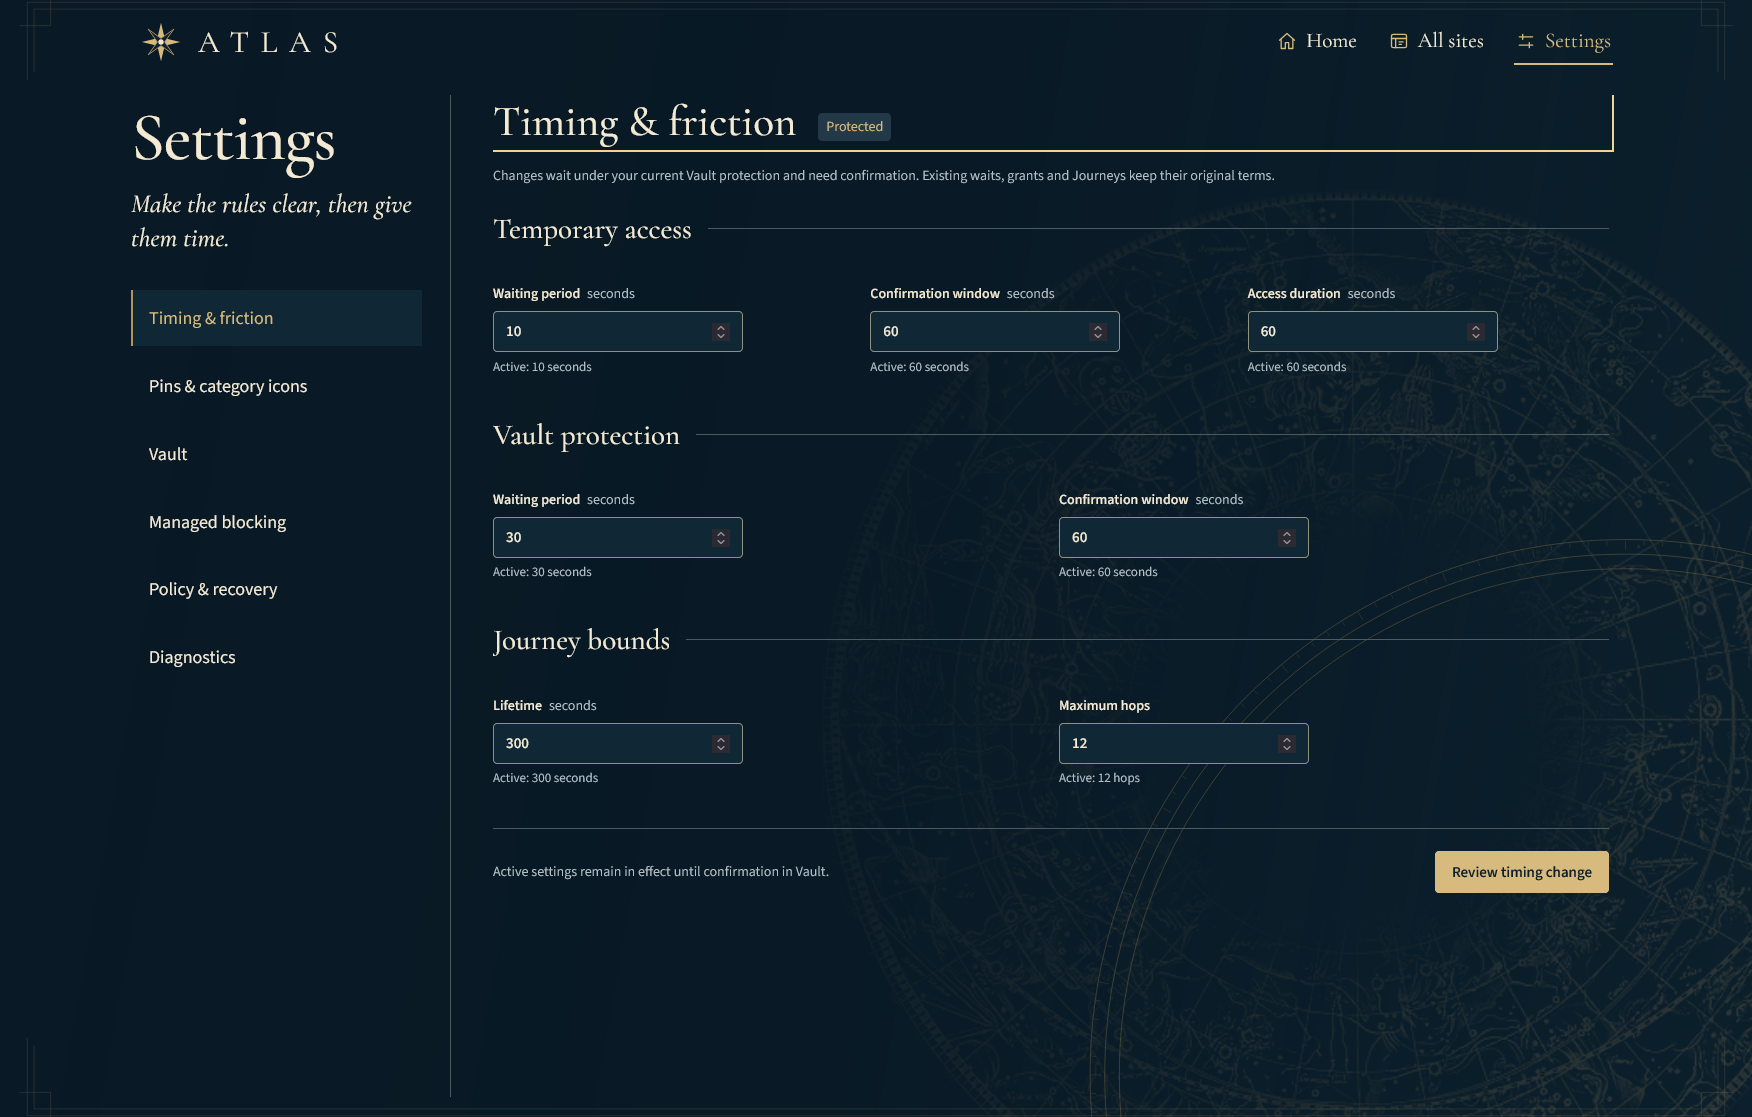 ATLAS
Home
All sites
Settings
Settings
Make the rules clear, then give
them time.
Timing & friction
Pins & category icons
Vault
Managed blocking
Policy & recovery
Diagnostics
Timing & friction Protected
Changes wait under your current Vault protection and need confirmation. Existing waits, grants and Journeys keep their original terms.
Temporary access
Waiting period seconds
10
Active: 10 seconds
Confirmation window seconds
60
Active: 60 seconds
Access duration seconds
60
Active: 60 seconds
Vault protection
Waiting period seconds
30
Active: 30 seconds
Confirmation window seconds
60
Active: 60 seconds
Journey bounds
Lifetime seconds
300
Active: 300 seconds
Maximum hops
12
Active: 12 hops
Active settings remain in effect until confirmation in Vault.
Review timing change